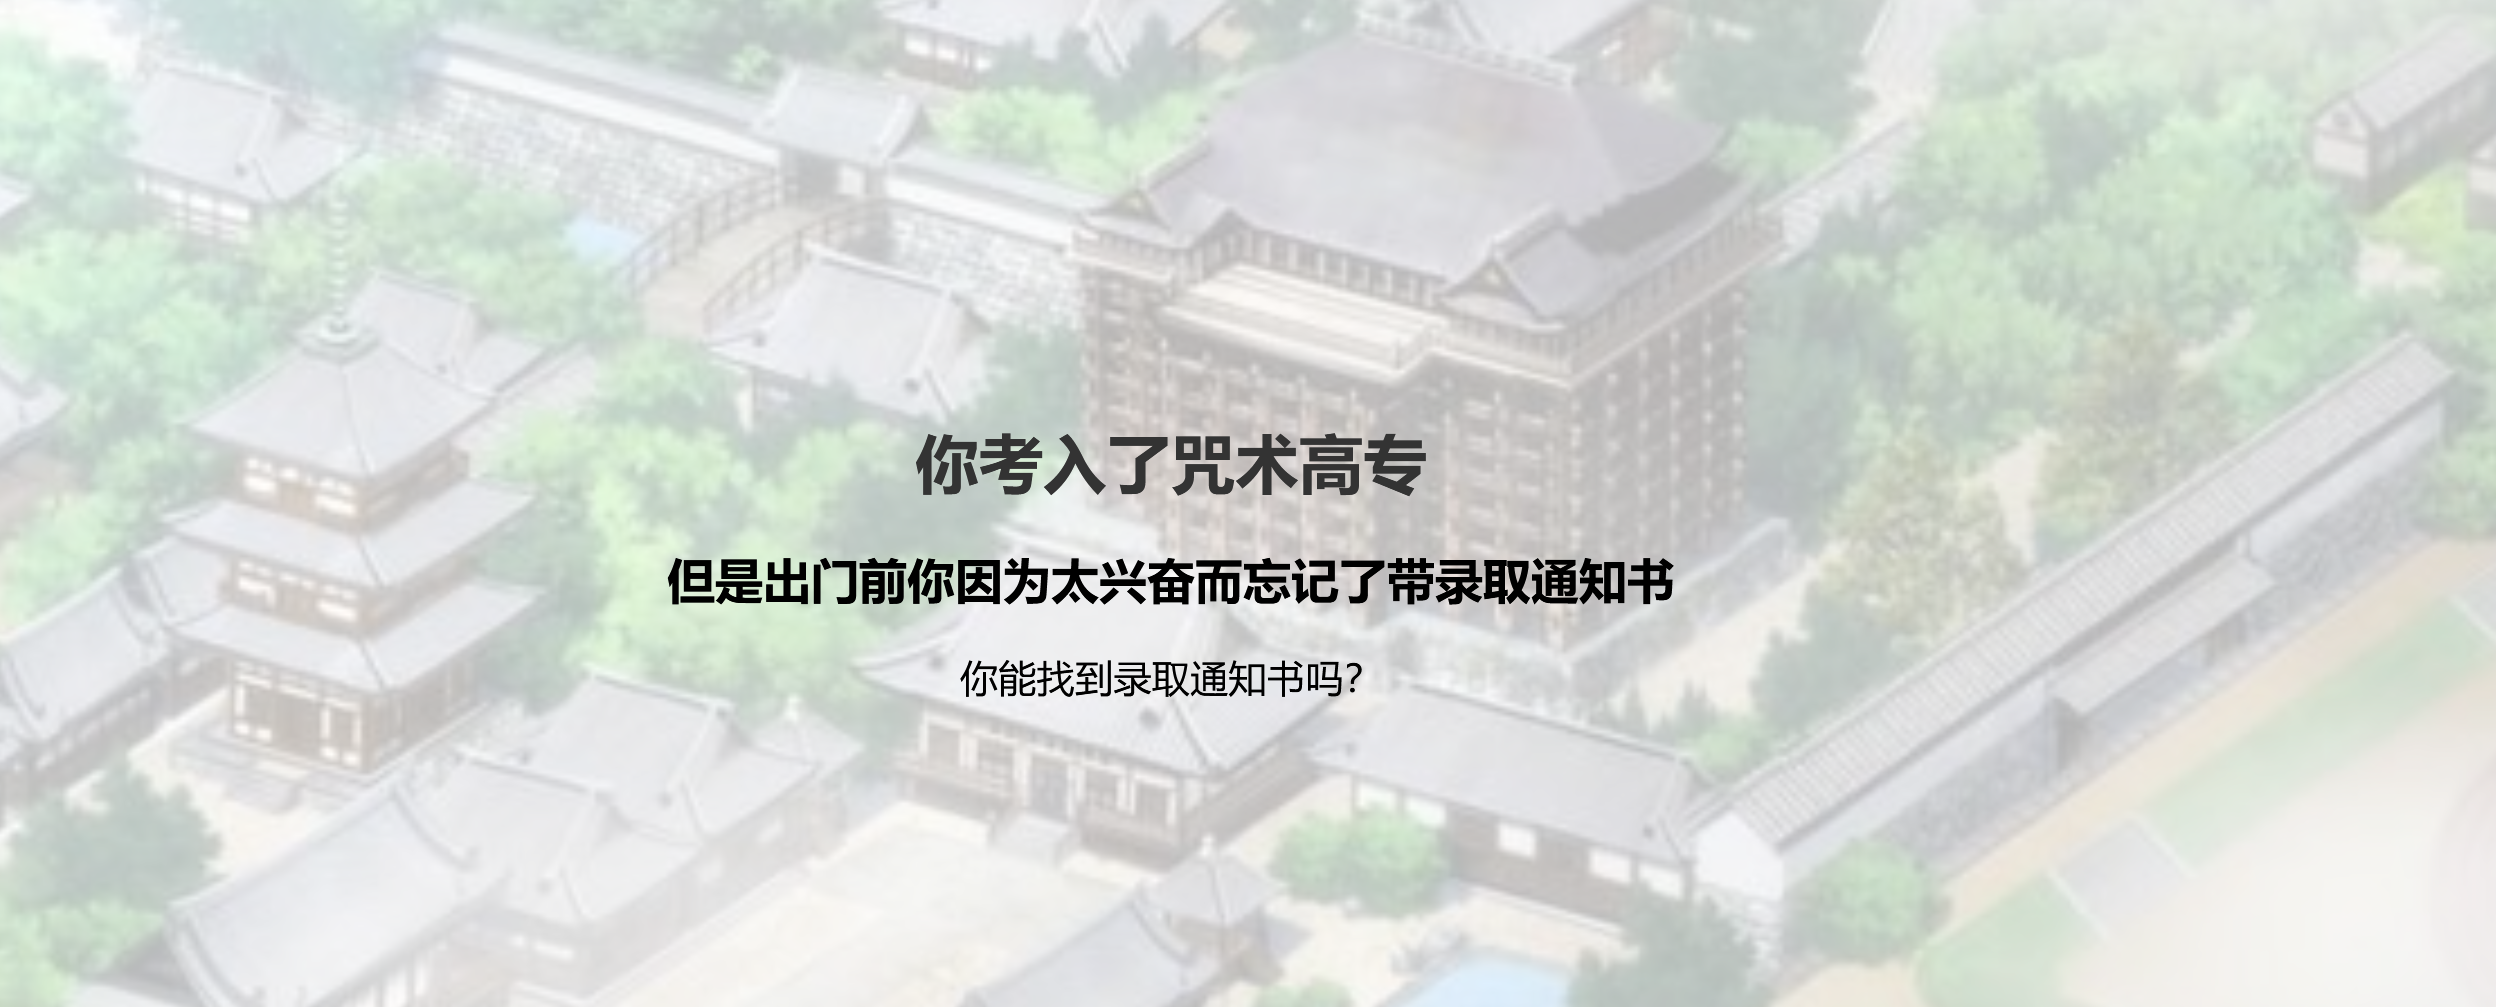 你考入了咒术高专
但是出门前你因为太兴奋而忘记了带录取通知书
你能找到录取通知书吗？